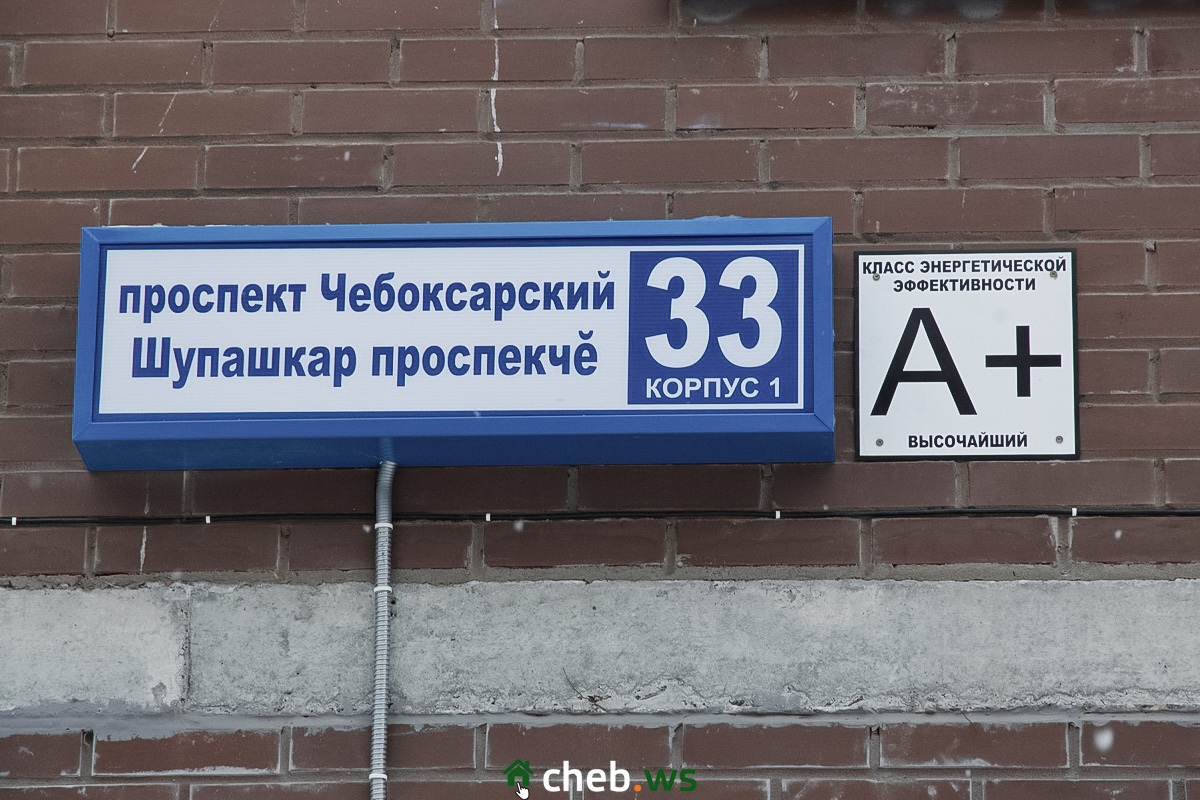 проспект Чебоксарский
Шупашкар проспекчĕ
33
КОРПУС 1
КЛАСС ЭНЕРГЕТИЧЕСКОЙ
ЭФФЕКТИВНОСТИ
A+
ВЫСОЧАЙШИЙ
cheb.ws